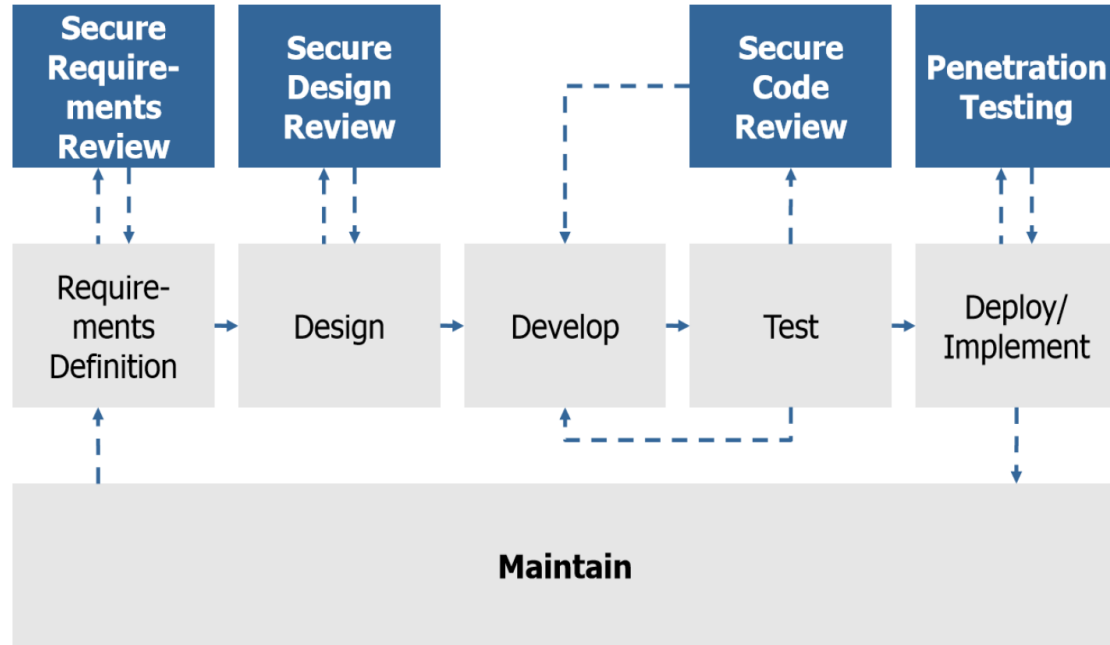 Secure
Require-
ments
Review
Secure
Design
Review
Secure
Code
Review
Penetration
Testing
Require-
ments
Definition
Design
Develop
Test
Deploy/
Implement
Maintain